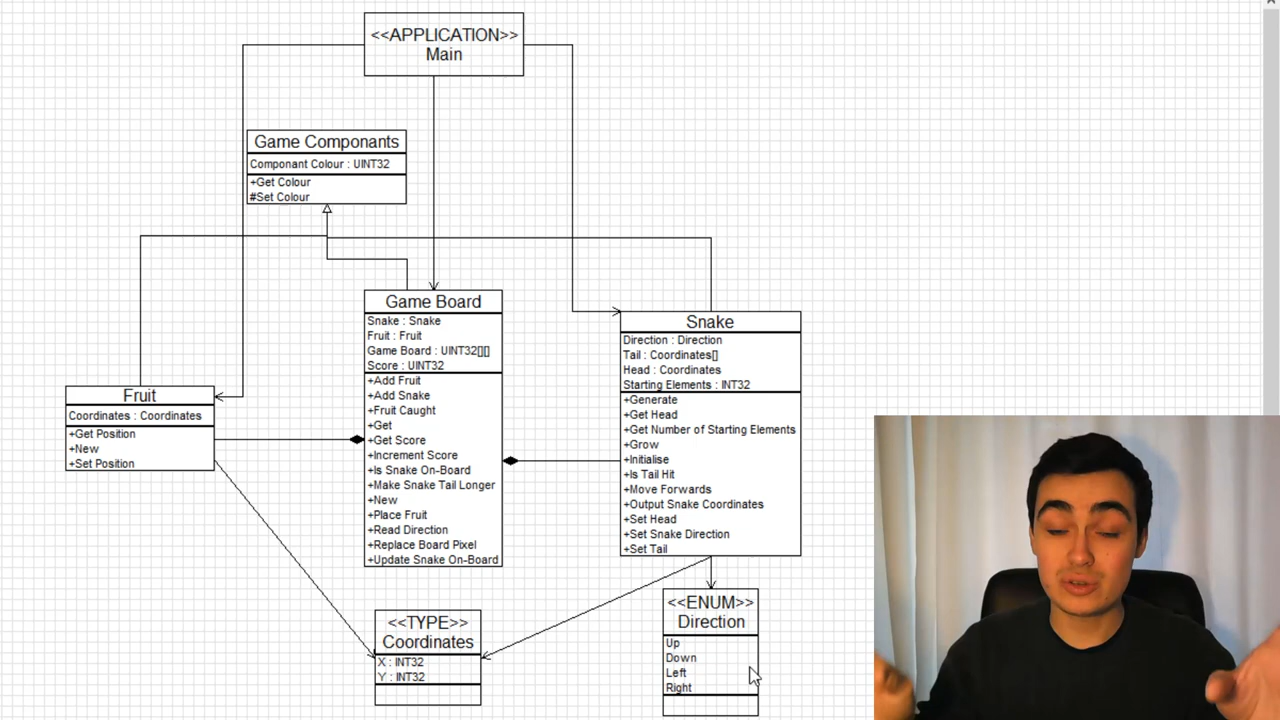 <<APPLICATION>>
Main
Game Componants
Componant Colour : UINT32
+Get Colour
#Set Colour
Game Board
Snake : Snake
Fruit : Fruit
Game Board : UINT32[][]
Score : UINT32
+Add Fruit
+Add Snake
+Fruit Caught
+Get
+Get Score
+Increment Score
+Is Snake On-Board
+Make Snake Tail Longer
+New
+Place Fruit
+Read Direction
+Replace Board Pixel
+Update Snake On-Board
Snake
Direction : Direction
Tail : Coordinates[]
Head : Coordinates
Starting Elements : INT32
+Generate
+Get Head
+Get Number of Starting Elements
+Grow
+Initialise
+Is Tail Hit
+Move Forwards
+Output Snake Coordinates
+Set Head
+Set Snake Direction
+Set Tail
Fruit
Coordinates : Coordinates
+Get Position
+New
+Set Position
<<TYPE>>
Coordinates
X : INT32
Y : INT32
<<ENUM>>
Direction
Up
Down
Left
Right